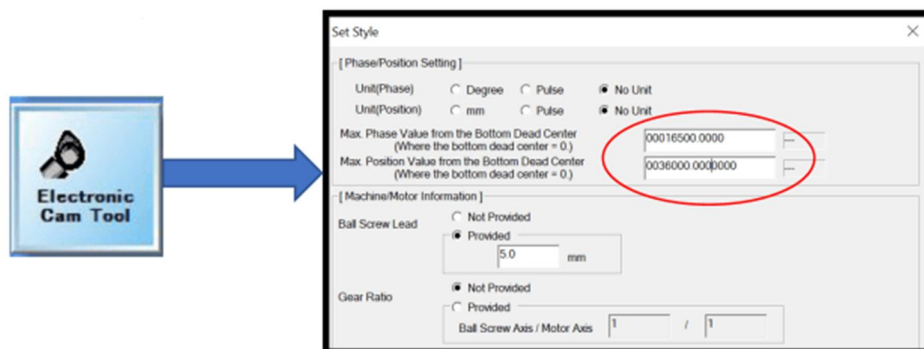 Set Style
[ Phase/Position Setting ]
Unit(Phase) Degree Pulse No Unit
Unit(Position) mm Pulse No Unit
Max. Phase Value from the Bottom Dead Center
(Where the bottom dead center = 0.)
00016500.0000
...
Max. Position Value from the Bottom Dead Center
(Where the bottom dead center = 0.)
0036000.0000000
...
[ Machine/Motor Information ]
Ball Screw Lead
Not Provided
Provided
5.0 mm
Gear Ratio
Not Provided
Provided
Ball Screw Axis / Motor Axis 1 / 1
Electronic
Cam Tool